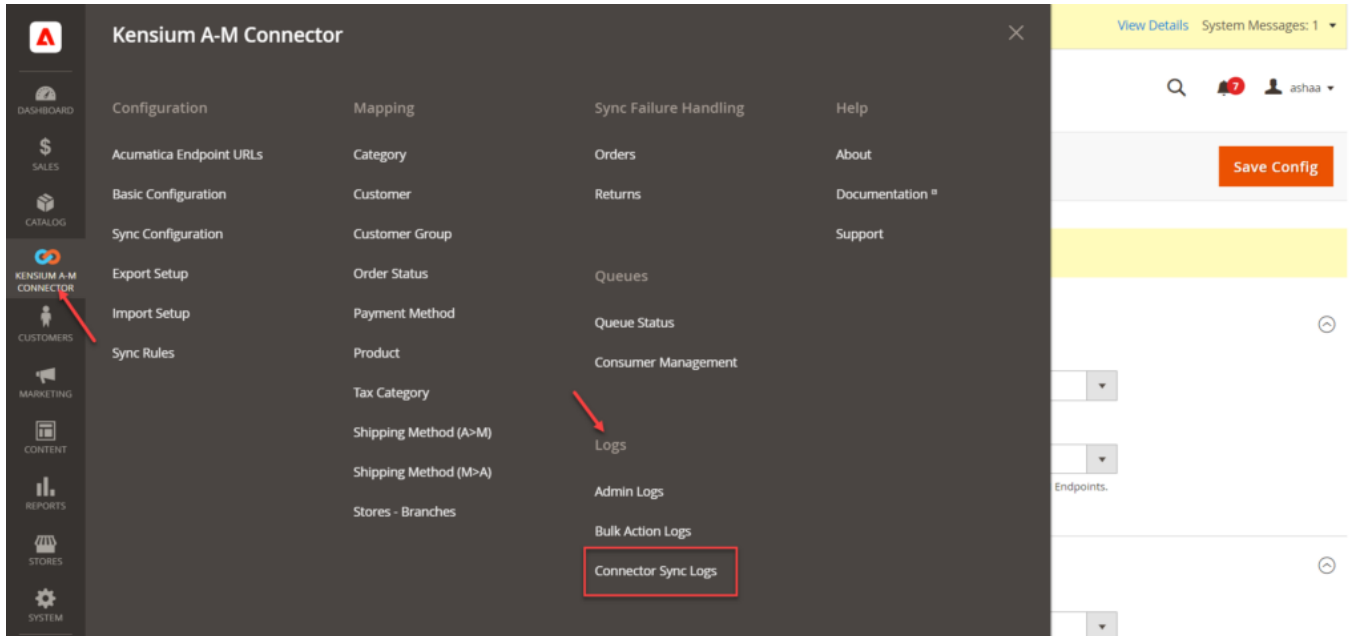 DASHBOARD
SALES
CATALOG
KENSIUM A-M
CONNECTOR
CUSTOMERS
MARKETING
CONTENT
REPORTS
STORES
SYSTEM
Kensium A-M Connector
Configuration
Acumatica Endpoint URLs
Basic Configuration
Sync Configuration
Export Setup
Import Setup
Sync Rules
Mapping
Category
Customer
Customer Group
Order Status
Payment Method
Product
Tax Category
Shipping Method (A>M)
Shipping Method (M>A)
Stores - Branches
Sync Failure Handling
Orders
Returns
Queues
Queue Status
Consumer Management
Logs
Admin Logs
Bulk Action Logs
Connector Sync Logs
Help
About
Documentation
Support
View Details System Messages: 1
7 ashaa
Save Config
Endpoints.